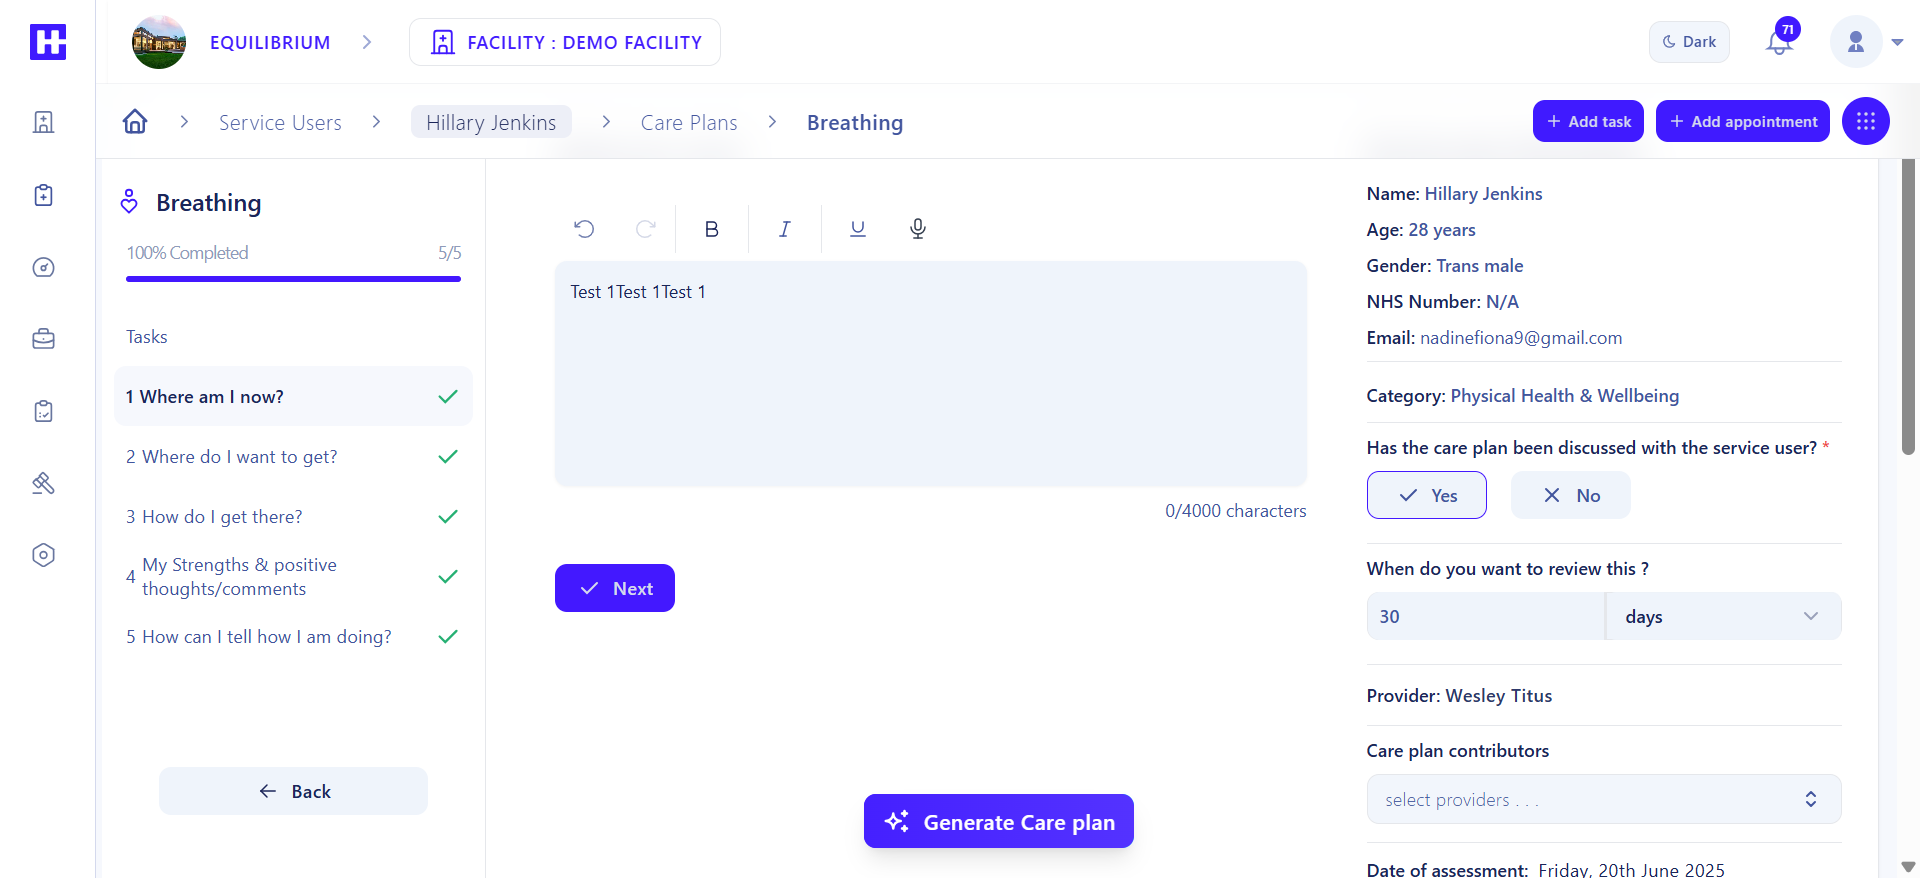 EQUILIBRIUM
FACILITY : DEMO FACILITY
Dark
71
Service Users
Hillary Jenkins
Care Plans
Breathing
+ Add task
+ Add appointment
Breathing
100% Completed
5/5
Tasks
1 Where am I now?
2 Where do I want to get?
3 How do I get there?
4 My Strengths & positive
thoughts/comments
5 How can I tell how I am doing?
Back
B
I
U
Test 1Test 1Test 1
0/4000 characters
Next
Generate Care plan
Name: Hillary Jenkins
Age: 28 years
Gender: Trans male
NHS Number: N/A
Email: nadinefiona9@gmail.com
Category: Physical Health & Wellbeing
Has the care plan been discussed with the service user? *
Yes
No
When do you want to review this ?
30
days
Provider: Wesley Titus
Care plan contributors
select providers . . .
Date of assessment: Friday, 20th June 2025